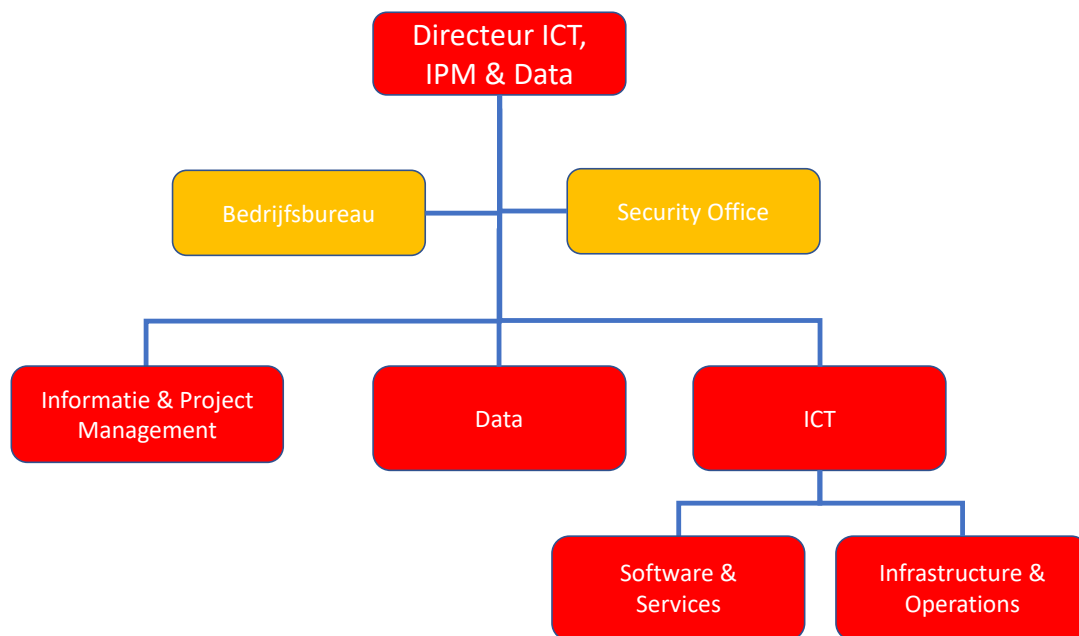 Directeur ICT,
IPM & Data
Bedrijfsbureau
Security Office
Informatie & Project
Management
Data
ICT
Software &
Services
Infrastructure &
Operations